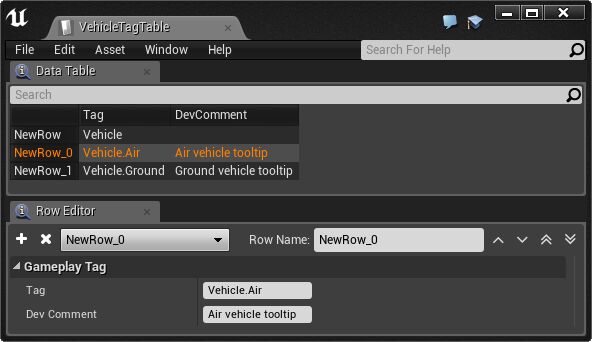 VehicleTagTable
File Edit Asset Window Help Search For Help
Data Table
Search
Tag DevComment
NewRow Vehicle
NewRow_0 Vehicle.Air Air vehicle tooltip
NewRow_1 Vehicle.Ground Ground vehicle tooltip
Row Editor
NewRow_0 Row Name: NewRow_0
Gameplay Tag
Tag Vehicle.Air
Dev Comment Air vehicle tooltip